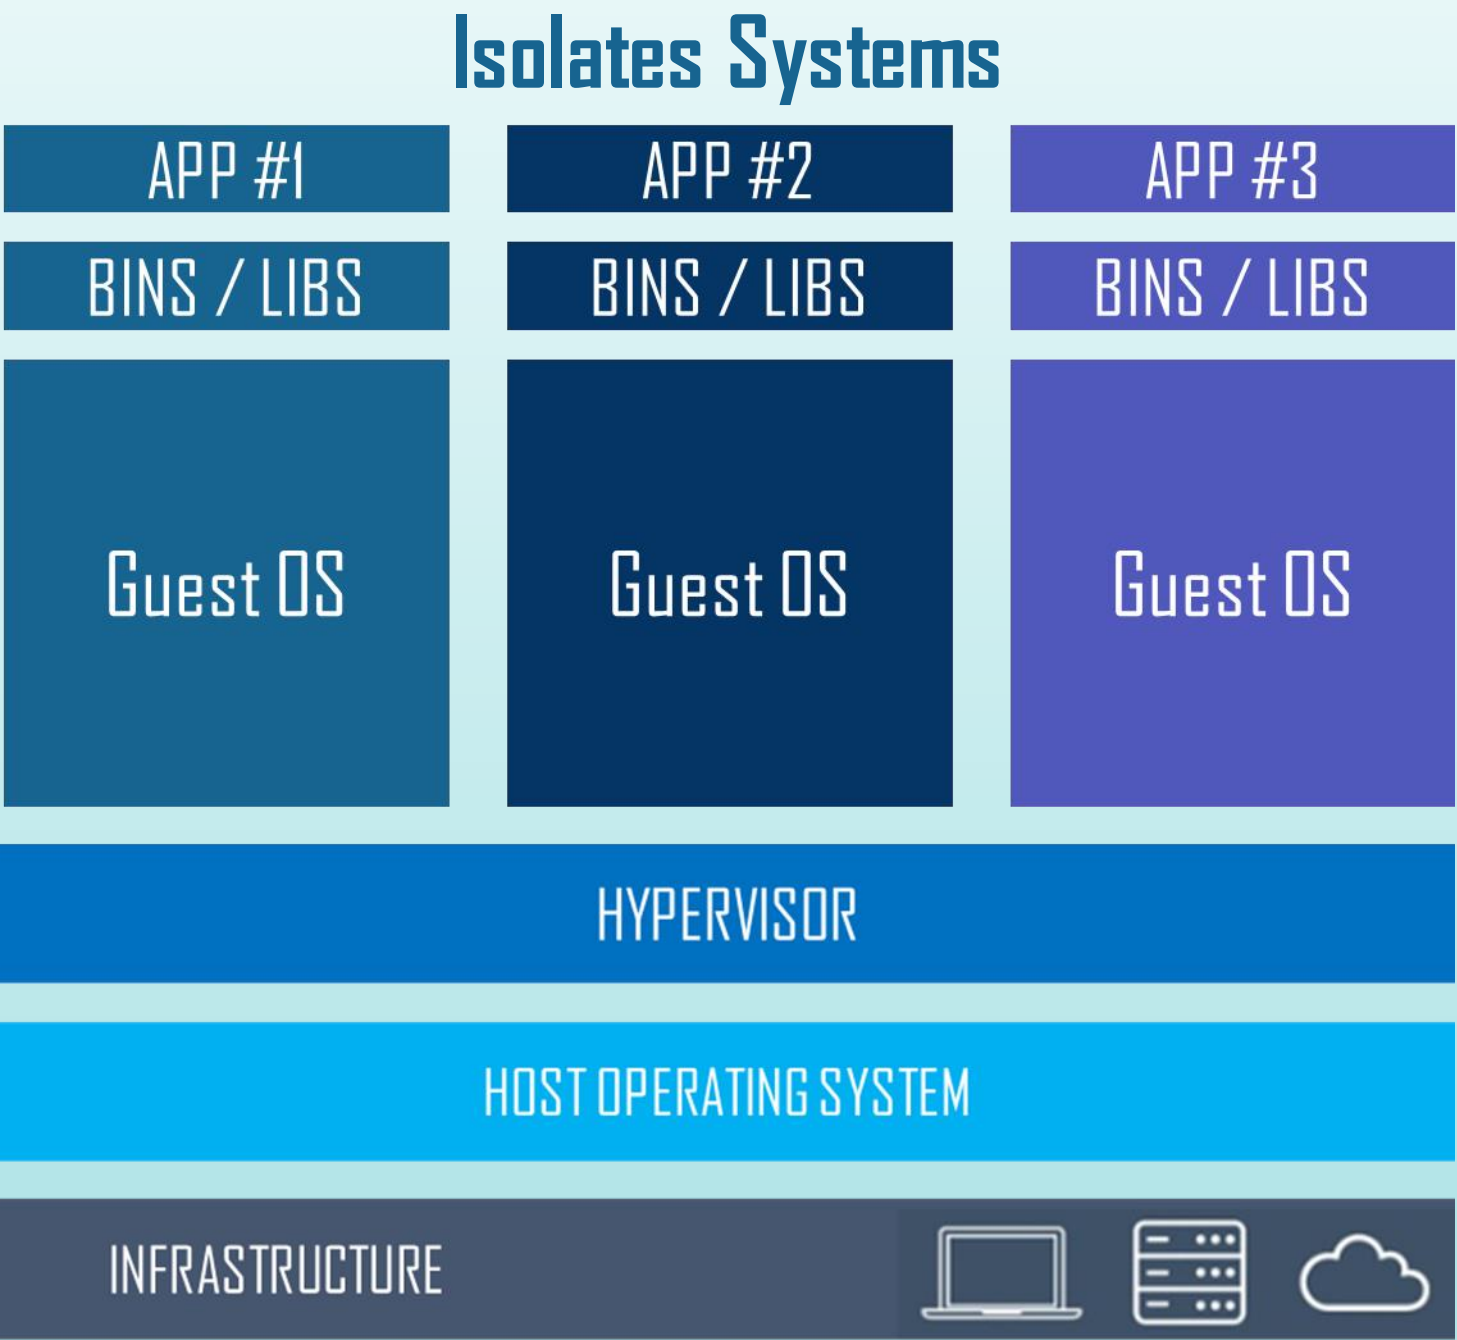 Isolates Systems
APP #1
APP #2
APP #3
BINS / LIBS
BINS / LIBS
BINS / LIBS
Guest OS
Guest OS
Guest OS
HYPERVISOR
HOST OPERATING SYSTEM
INFRASTRUCTURE